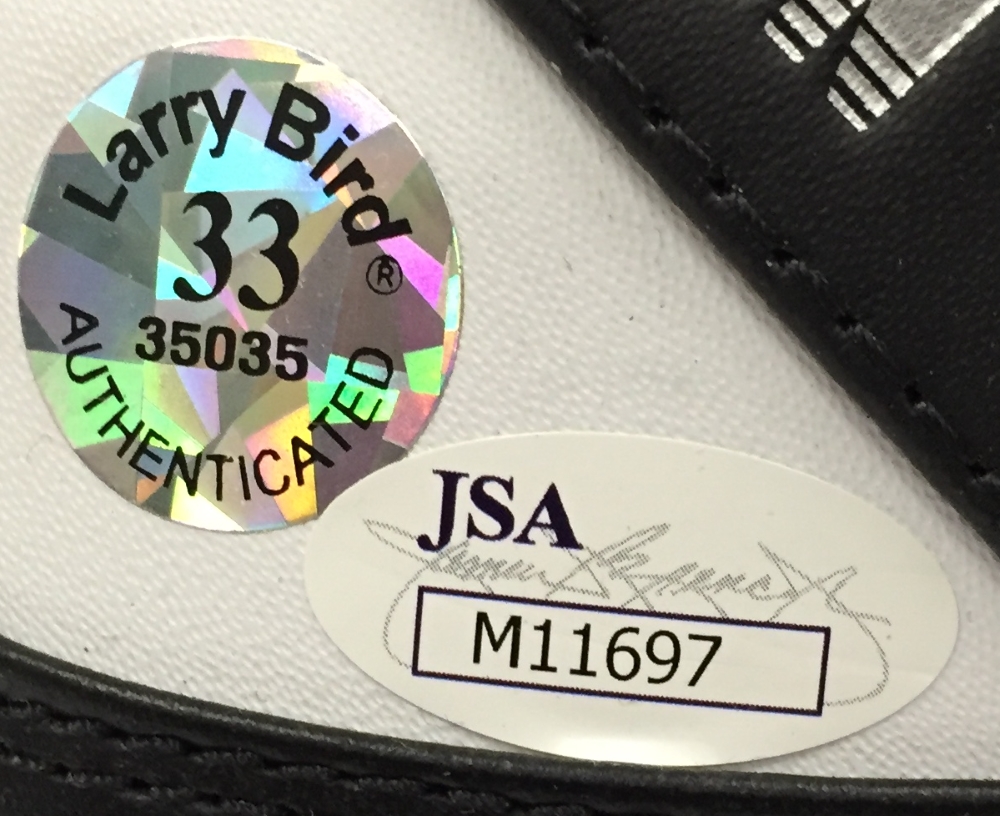 Larry Bird®
33
35035
AUTHENTICATED
JSA
M11697